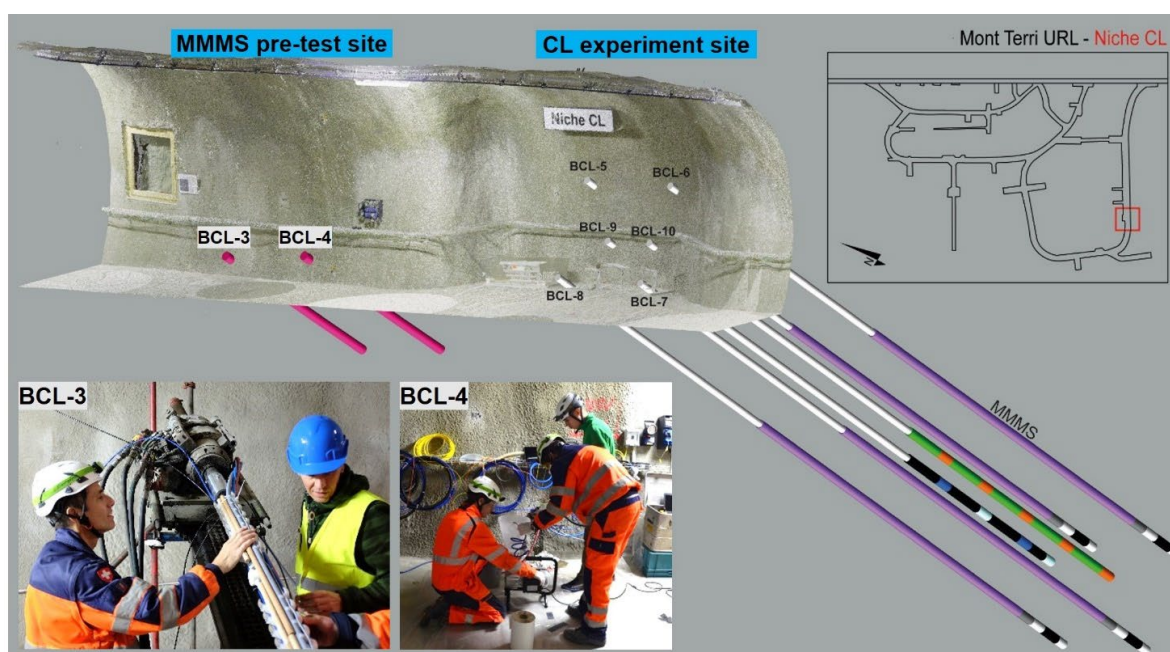 MMMS pre-test site
CL experiment site
Mont Terri URL - Niche CL
Niche CL
BCL-5
BCL-6
BCL-3
BCL-4
BCL-9
BCL-10
BCL-8
BCL-7
N
MMMS
BCL-3
BCL-4